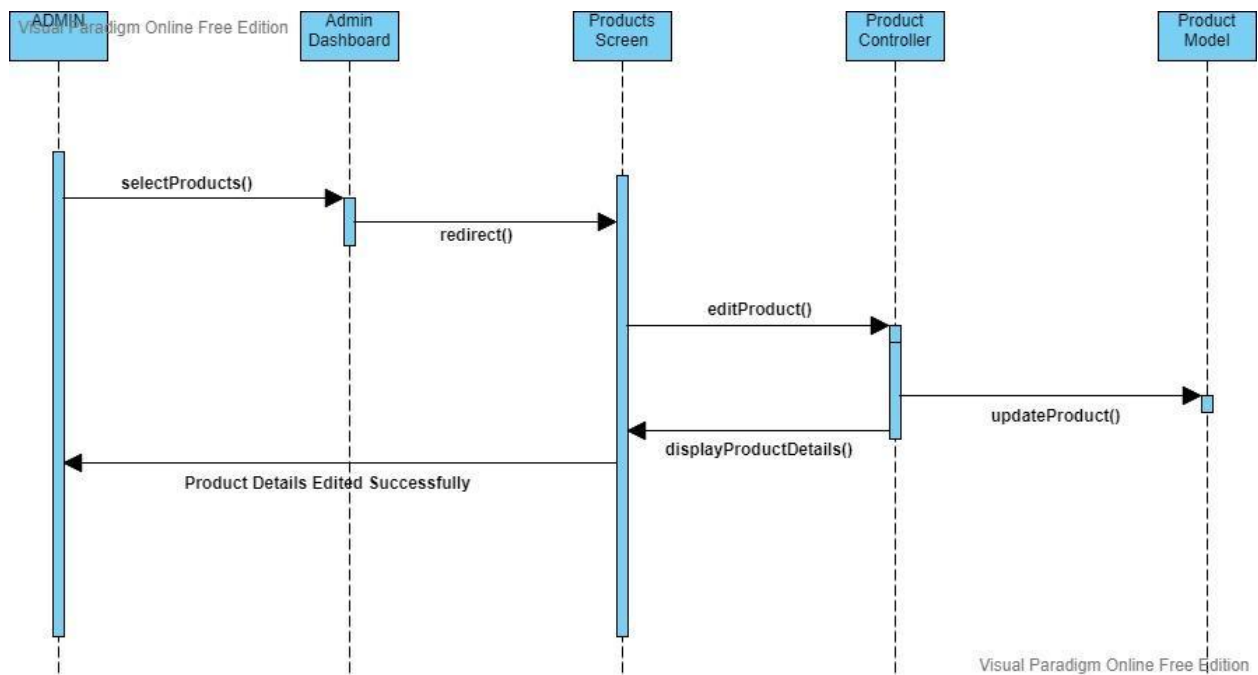 ADMIN
Visual Paradigm Online Free Edition
Admin
Dashboard
Products
Screen
Product
Controller
Product
Model
selectProducts()
redirect()
editProduct()
updateProduct()
displayProductDetails()
Product Details Edited Successfully
Visual Paradigm Online Free Edition